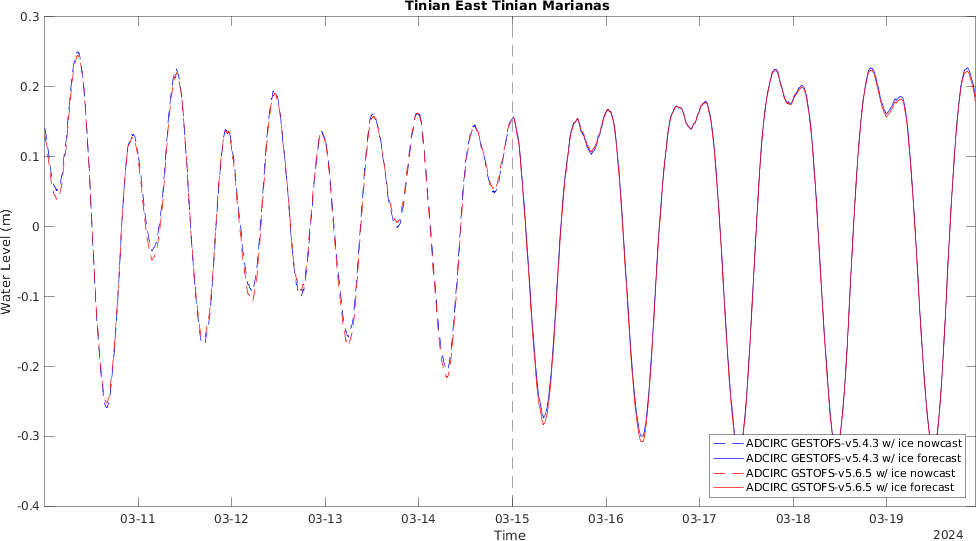 Tinian East Tinian Marianas
0.3
0.2
0.1
0
-0.1
-0.2
-0.3
-0.4
Water Level (m)
ADCIRC GESTOFS-v5.4.3 w/ ice nowcast
ADCIRC GESTOFS-v5.4.3 w/ ice forecast
ADCIRC GSTOFS-v5.6.5 w/ ice nowcast
ADCIRC GSTOFS-v5.6.5 w/ ice forecast
03-11 03-12 03-13 03-14 03-15 03-16 03-17 03-18 03-19
Time
2024